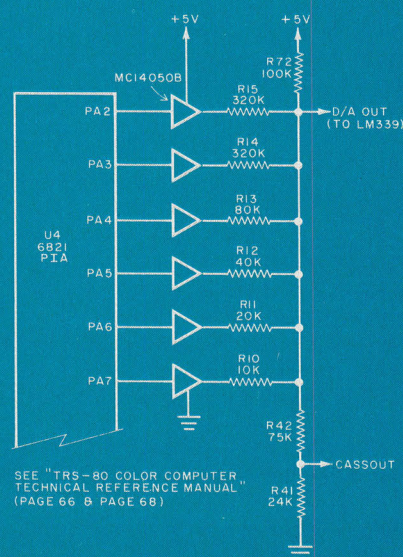 +5V
+5V
R72
100K
MC14050B
R15
320K
PA2
D/A OUT
(TO LM339)
R14
320K
PA3
R13
80K
PA4
U4
6821
PIA
R12
40K
PA5
R11
20K
PA6
R10
10K
PA7
R42
75K
CASSOUT
SEE "TRS-80 COLOR COMPUTER
TECHNICAL REFERENCE MANUAL"
(PAGE 66 & PAGE 68)
R41
24K